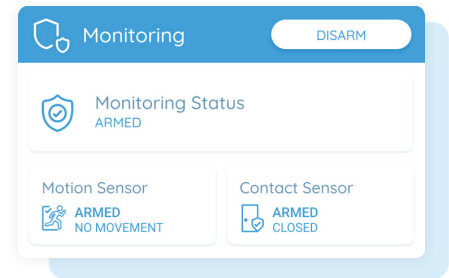 Monitoring
DISARM
Monitoring Status
ARMED
Motion Sensor
ARMED
NO MOVEMENT
Contact Sensor
ARMED
CLOSED